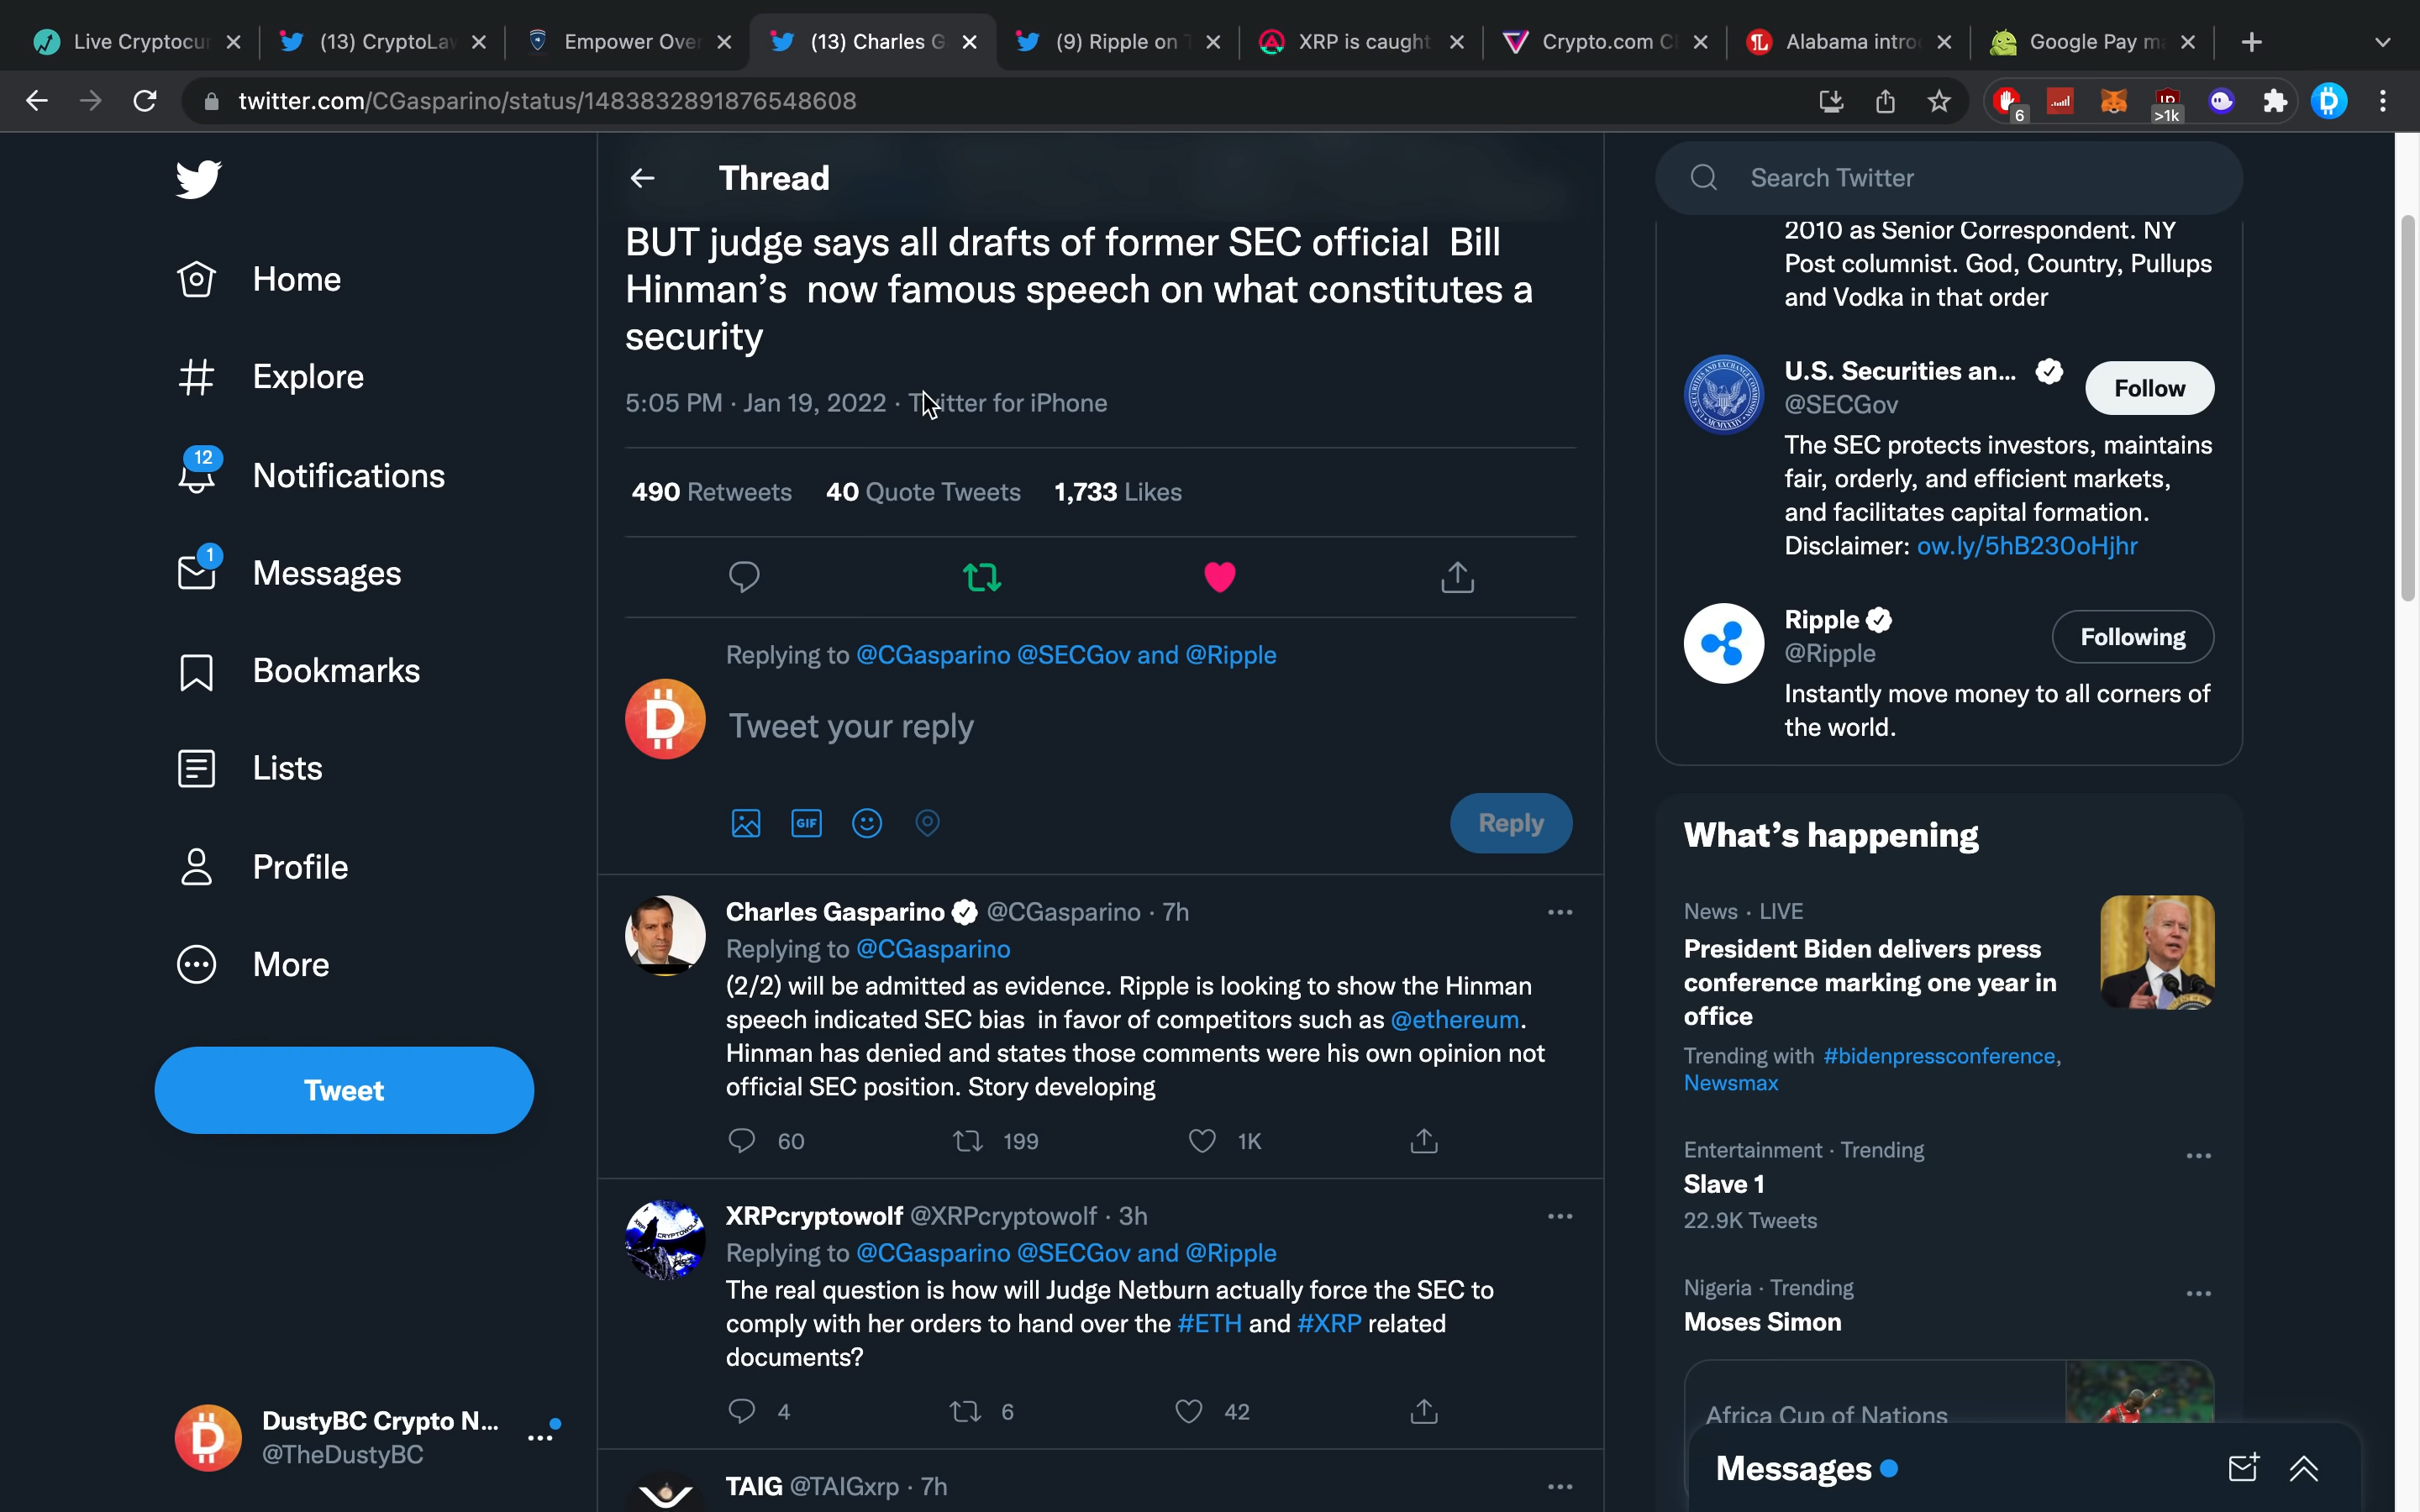 Live Cryptocur
(13) CryptoLaw
Empower Over
(13) Charles G
(9) Ripple on T
XRP is caught
Crypto.com C
Alabama intro
Google Pay m
twitter.com/CGasparino/status/1483832891876548608
6
>1k
Home
Explore
12
Notifications
1
Messages
Bookmarks
Lists
Profile
More
Tweet
DustyBC Crypto N...
@TheDustyBC
Thread
BUT judge says all drafts of former SEC official Bill
Hinman’s now famous speech on what constitutes a
security
5:05 PM · Jan 19, 2022 · Twitter for iPhone
490 Retweets 40 Quote Tweets 1,733 Likes
Replying to @CGasparino @SECGov and @Ripple
Tweet your reply
GIF
Reply
Charles Gasparino @CGasparino · 7h
Replying to @CGasparino
(2/2) will be admitted as evidence. Ripple is looking to show the Hinman
speech indicated SEC bias in favor of competitors such as @ethereum.
Hinman has denied and states those comments were his own opinion not
official SEC position. Story developing
60 199 1K
XRPcryptowolf @XRPcryptowolf · 3h
Replying to @CGasparino @SECGov and @Ripple
The real question is how will Judge Netburn actually force the SEC to
comply with her orders to hand over the #ETH and #XRP related
documents?
4 6 42
TAIG @TAIGxrp · 7h
Search Twitter
2010 as Senior Correspondent. NY
Post columnist. God, Country, Pullups
and Vodka in that order
U.S. Securities an...
@SECGov
Follow
The SEC protects investors, maintains
fair, orderly, and efficient markets,
and facilitates capital formation.
Disclaimer: ow.ly/5hB230oHjhr
Ripple
@Ripple
Following
Instantly move money to all corners of
the world.
What’s happening
News · LIVE
President Biden delivers press
conference marking one year in
office
Trending with #bidenpressconference,
Newsmax
Entertainment · Trending
Slave 1
22.9K Tweets
Nigeria · Trending
Moses Simon
Africa Cup of Nations
Messages